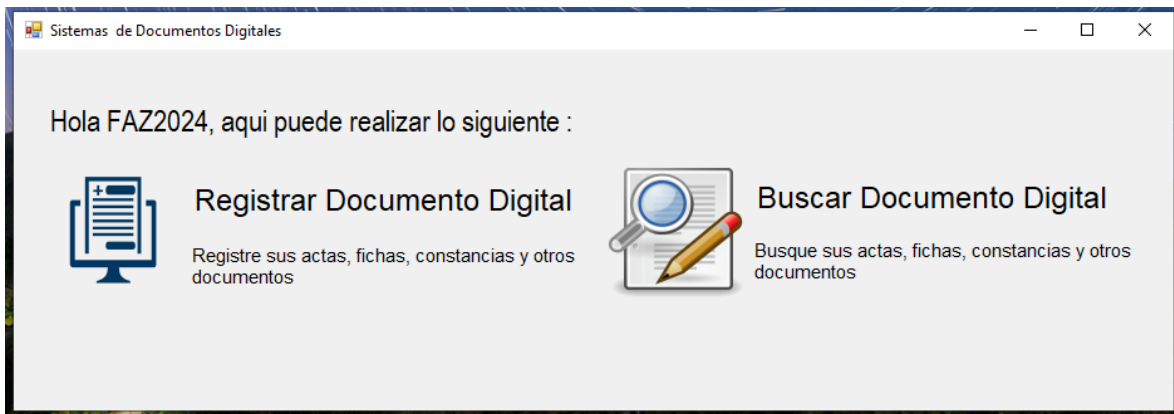 Sistemas  de Documentos Digitales
Hola FAZ2024, aqui puede realizar lo siguiente :
Registrar Documento Digital
Registre sus actas, fichas, constancias y otros
documentos
Buscar Documento Digital
Busque sus actas, fichas, constancias y otros
documentos